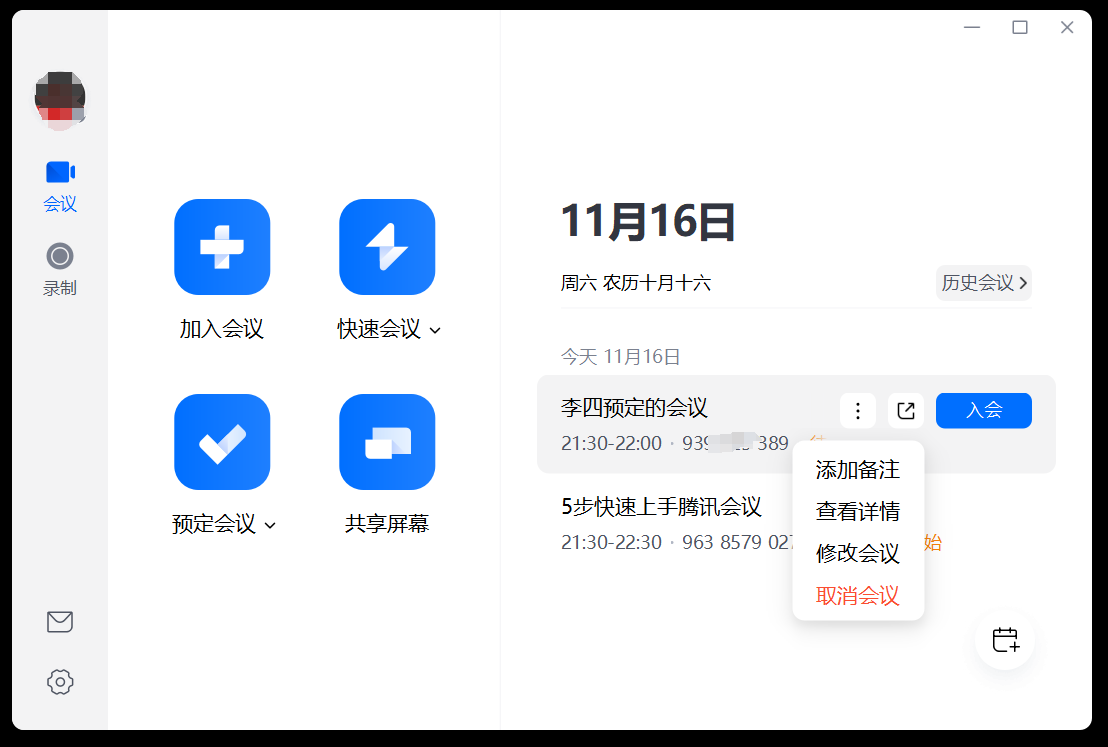 会议
录制
加入会议
快速会议
预定会议
共享屏幕
11月16日
周六 农历十月十六
历史会议
今天 11月16日
李四预定的会议
入会
21:30-22:00 · 939 389
5步快速上手腾讯会议
21:30-22:30 · 963 8579 027
始
添加备注
查看详情
修改会议
取消会议